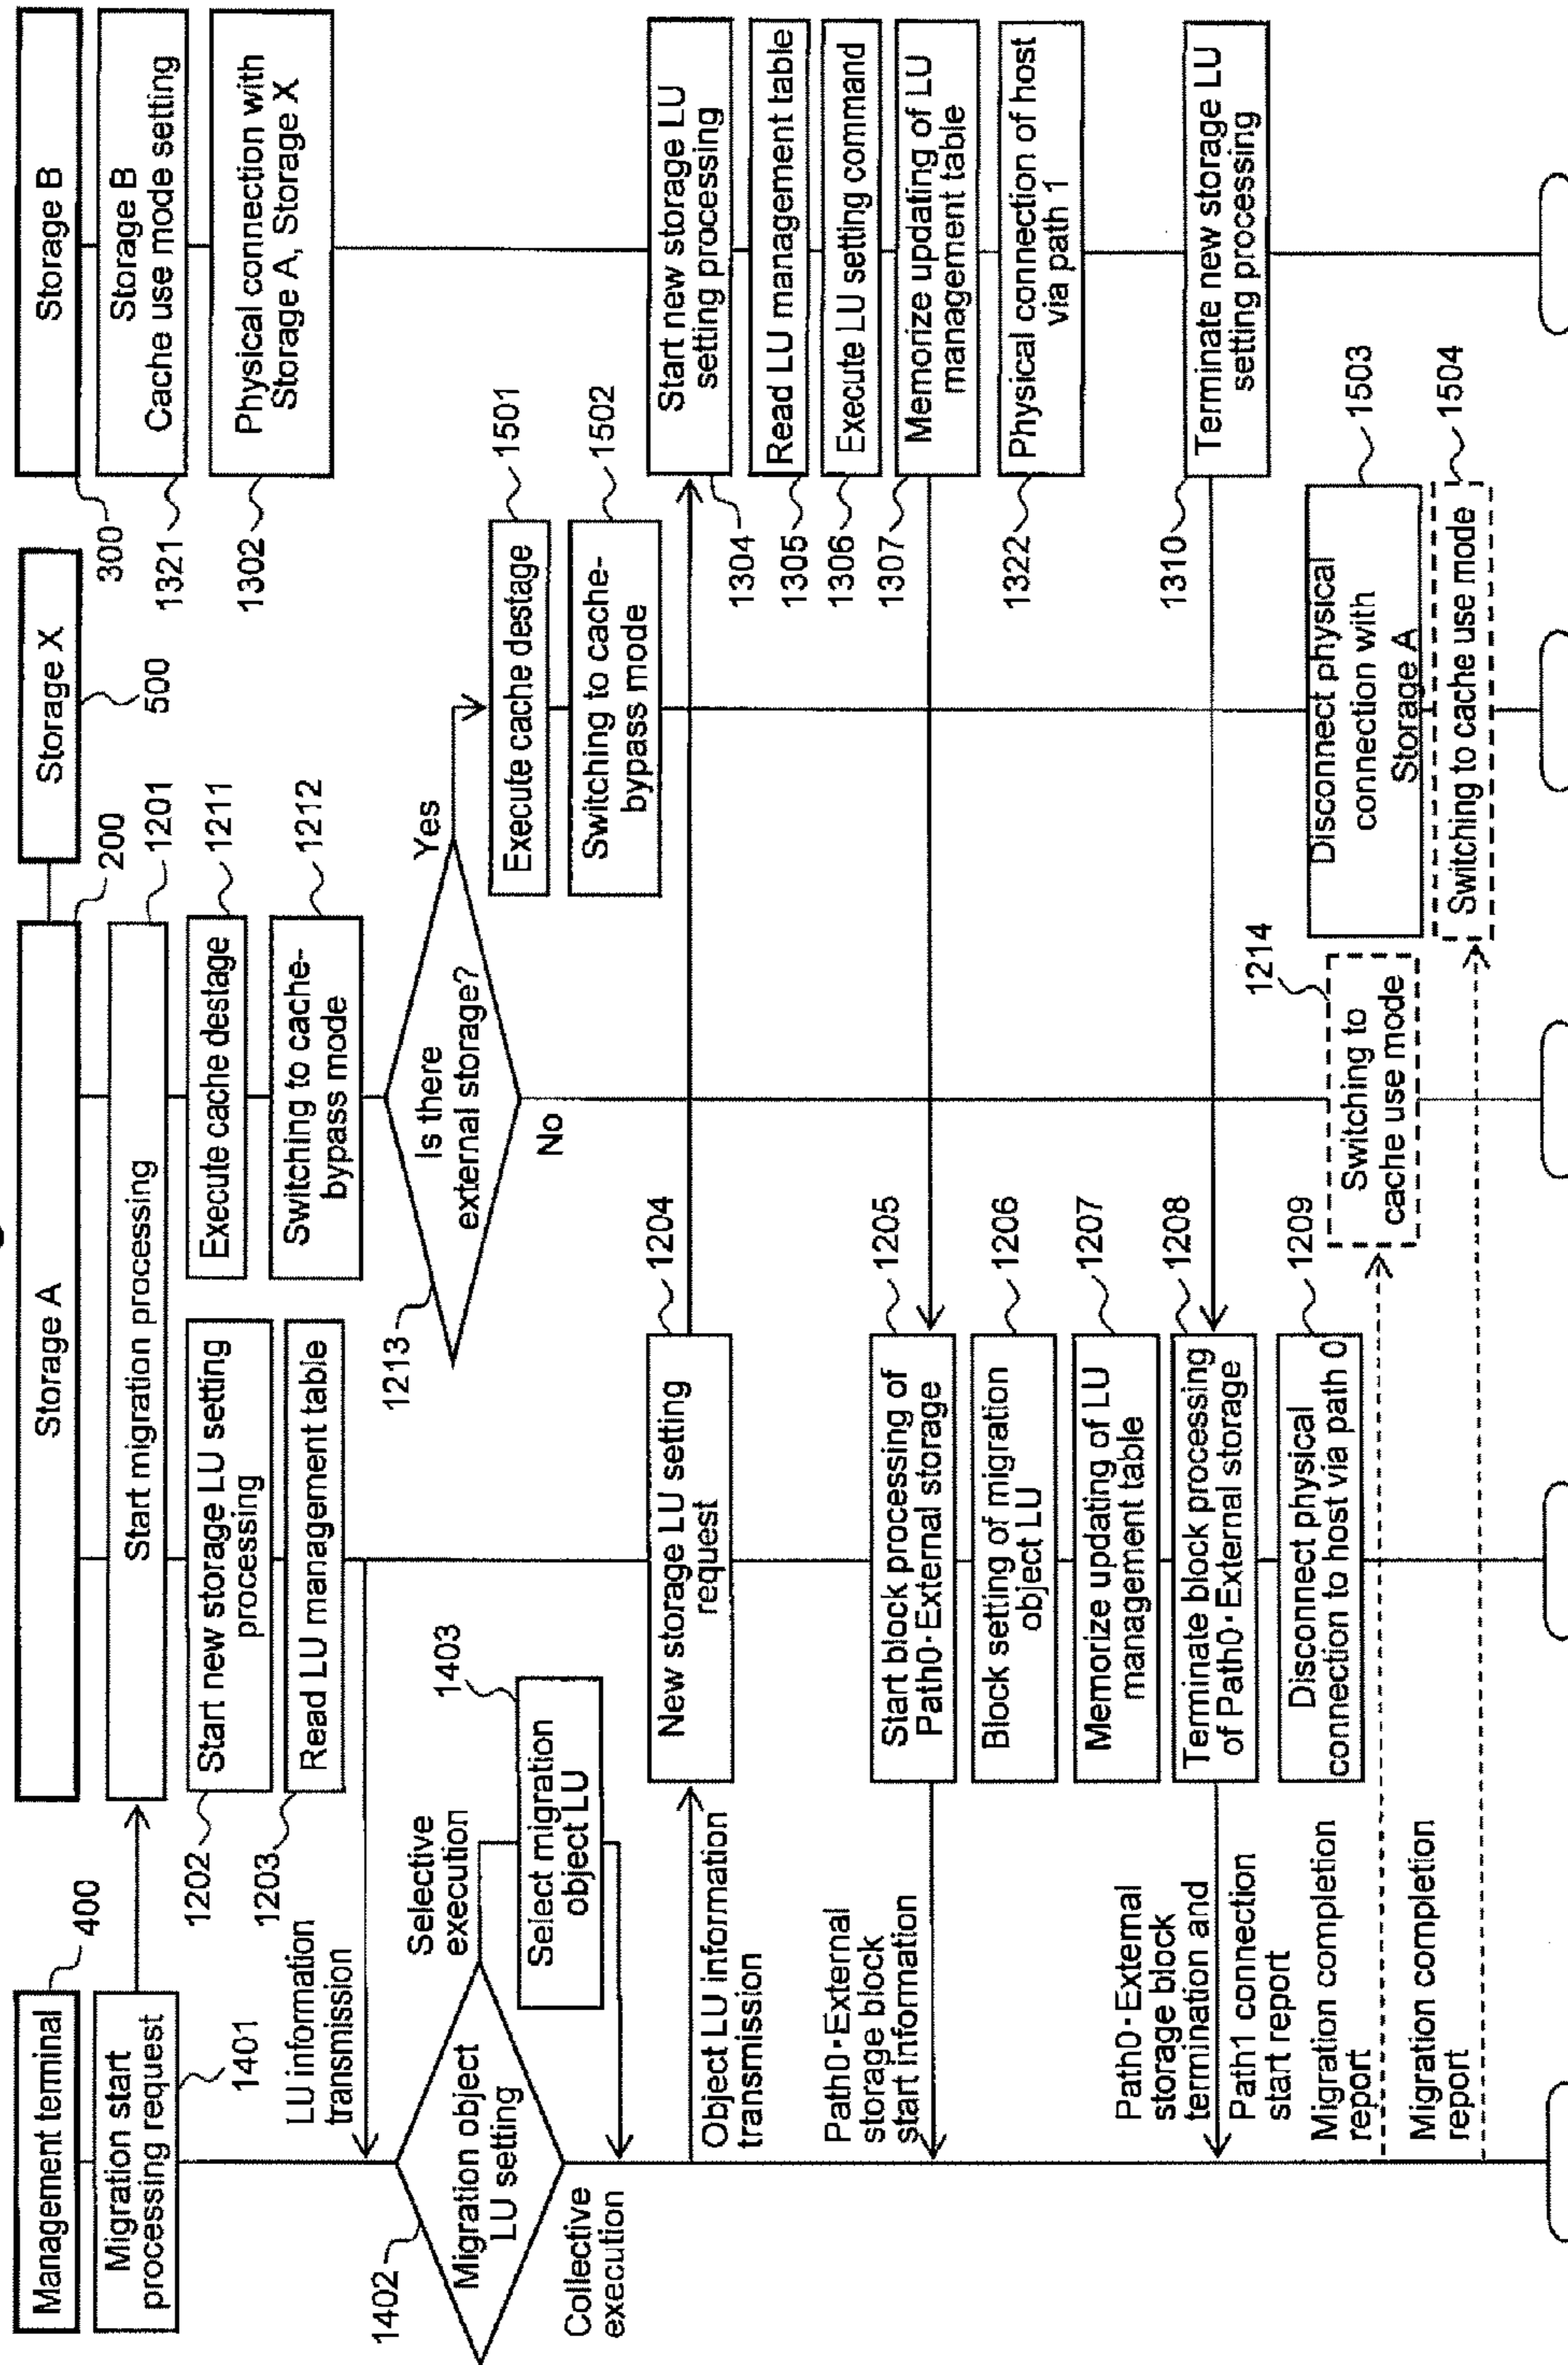 Management terminal
400
Migration start
processing request
1401
LU information
transmission
1402
Migration object
LU setting
Selective
execution
1403
Select migration
object LU
Collective
execution
Object LU information
transmission
Path0·External
storage block
start information
Path0·External
storage block
termination and
Path1 connection
start report
Migration completion
report
Migration completion
report
Storage A
200
Start migration processing
1201
1202
Start new storage LU setting
processing
1203
Read LU management table
Execute cache destage
1211
Switching to cache-
bypass mode
1212
1213
Is there
external storage?
Yes
No
New storage LU setting
request
1204
Start block processing of
Path0·External storage
1205
Block setting of migration
object LU
1206
Memorize updating of LU
management table
1207
Terminate block processing
of Path0·External storage
1208
Disconnect physical
connection to host via path 0
1209
1214
Switching to
cache use mode
Storage X
500
Execute cache destage
1501
Switching to cache-
bypass mode
1502
Disconnect physical
connection with
Storage A
1503
Switching to cache use mode
1504
Storage B
300
Storage B
Cache use mode setting
1321
Physical connection with
Storage A, Storage X
1302
Start new storage LU
setting processing
1304
Read LU management table
1305
Execute LU setting command
1306
Memorize updating of LU
management table
1307
Physical connection of host
via path 1
1322
Terminate new storage LU
setting processing
1310